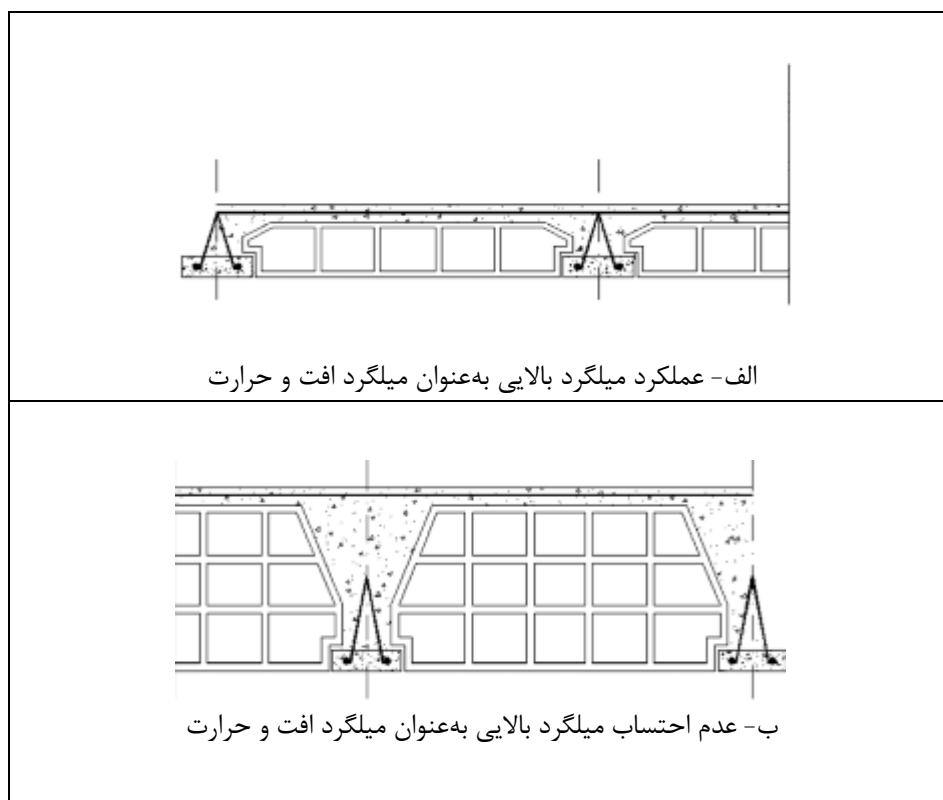 الف- عملکرد میلگرد بالایی به‌عنوان میلگرد افت و حرارت
ب- عدم احتساب میلگرد بالایی به‌عنوان میلگرد افت و حرارت